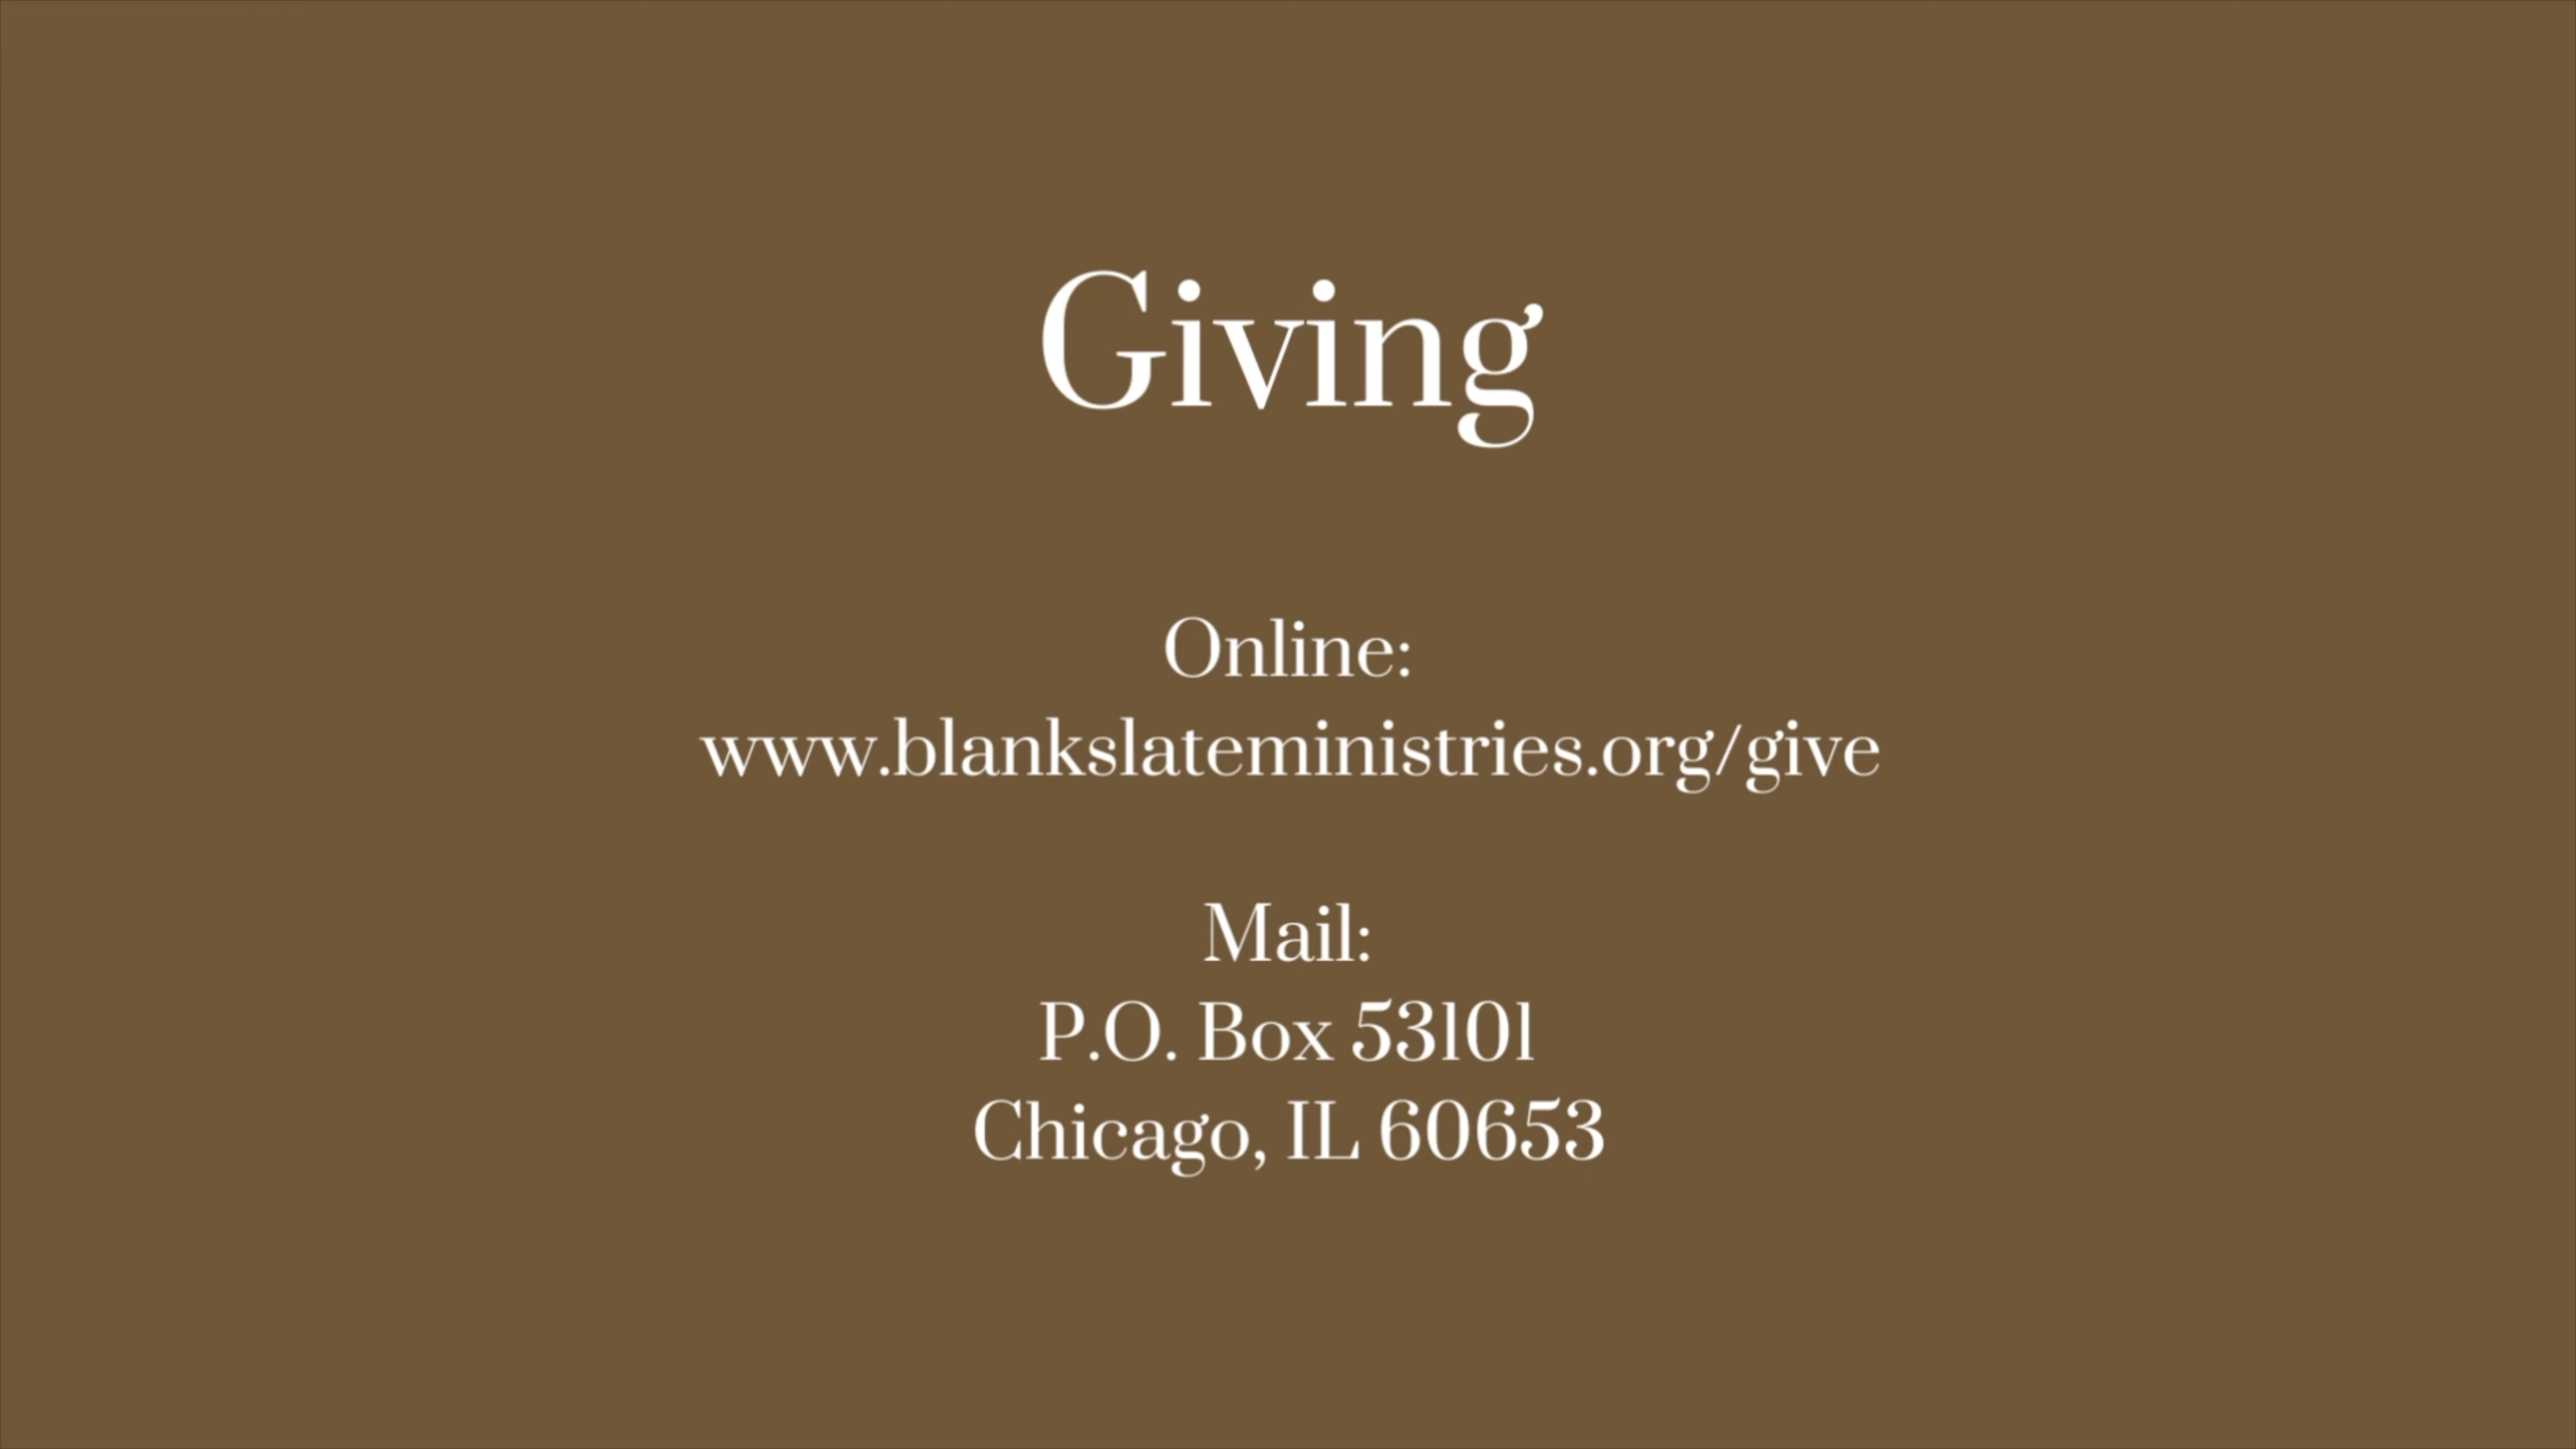 Giving
Online:
www.blankslateministries.org/give
Mail:
P.O. Box 53101
Chicago, IL 60653